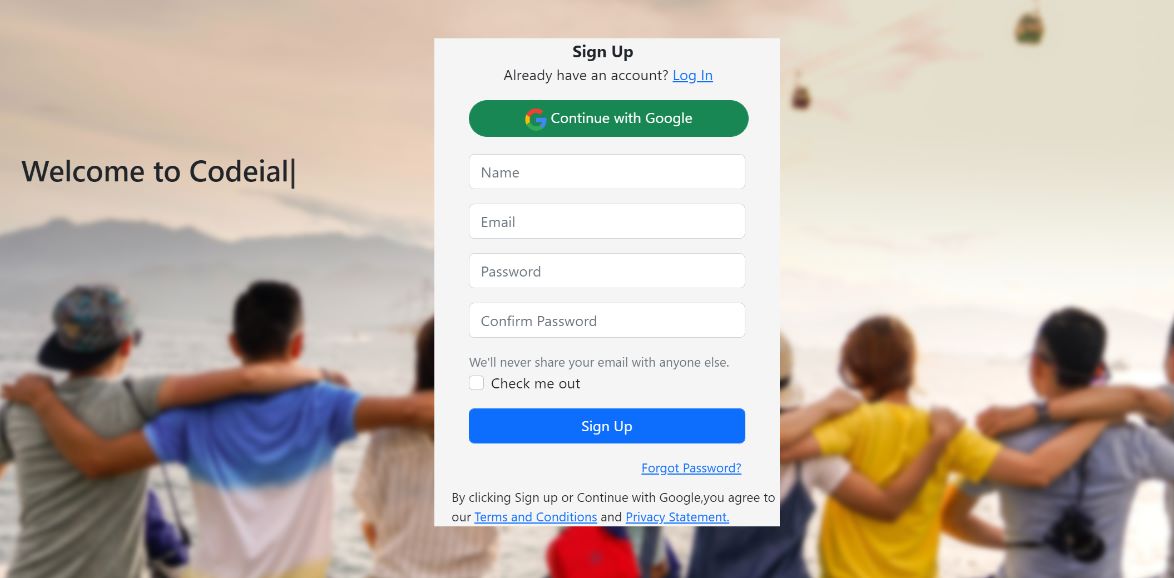 Sign Up
Already have an account? Log In
Continue with Google
Welcome to Codeial|
Name
Email
Password
Confirm Password
We'll never share your email with anyone else.
Check me out
Sign Up
Forgot Password?
By clicking Sign up or Continue with Google,you agree to
our Terms and Conditions and Privacy Statement.